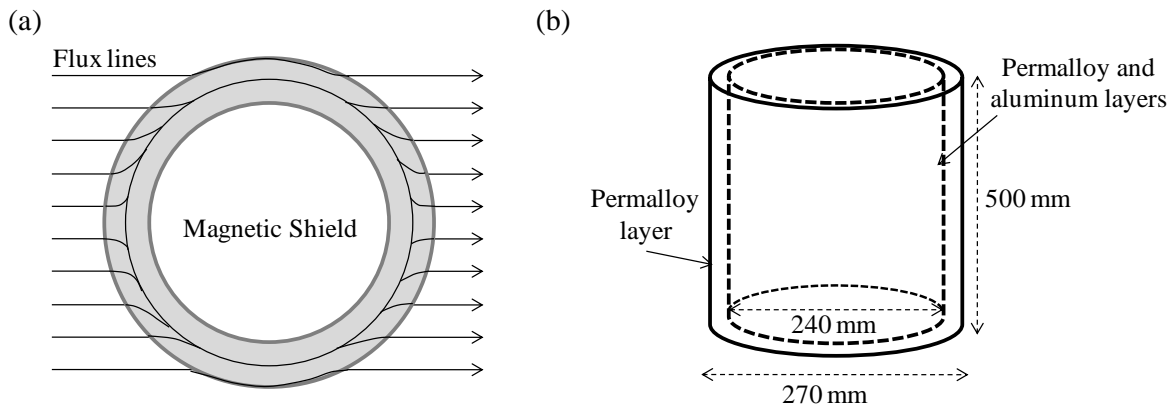 (a)
Flux lines
Magnetic Shield
(b)
Permalloy and
aluminum layers
Permalloy
layer
500 mm
240 mm
270 mm